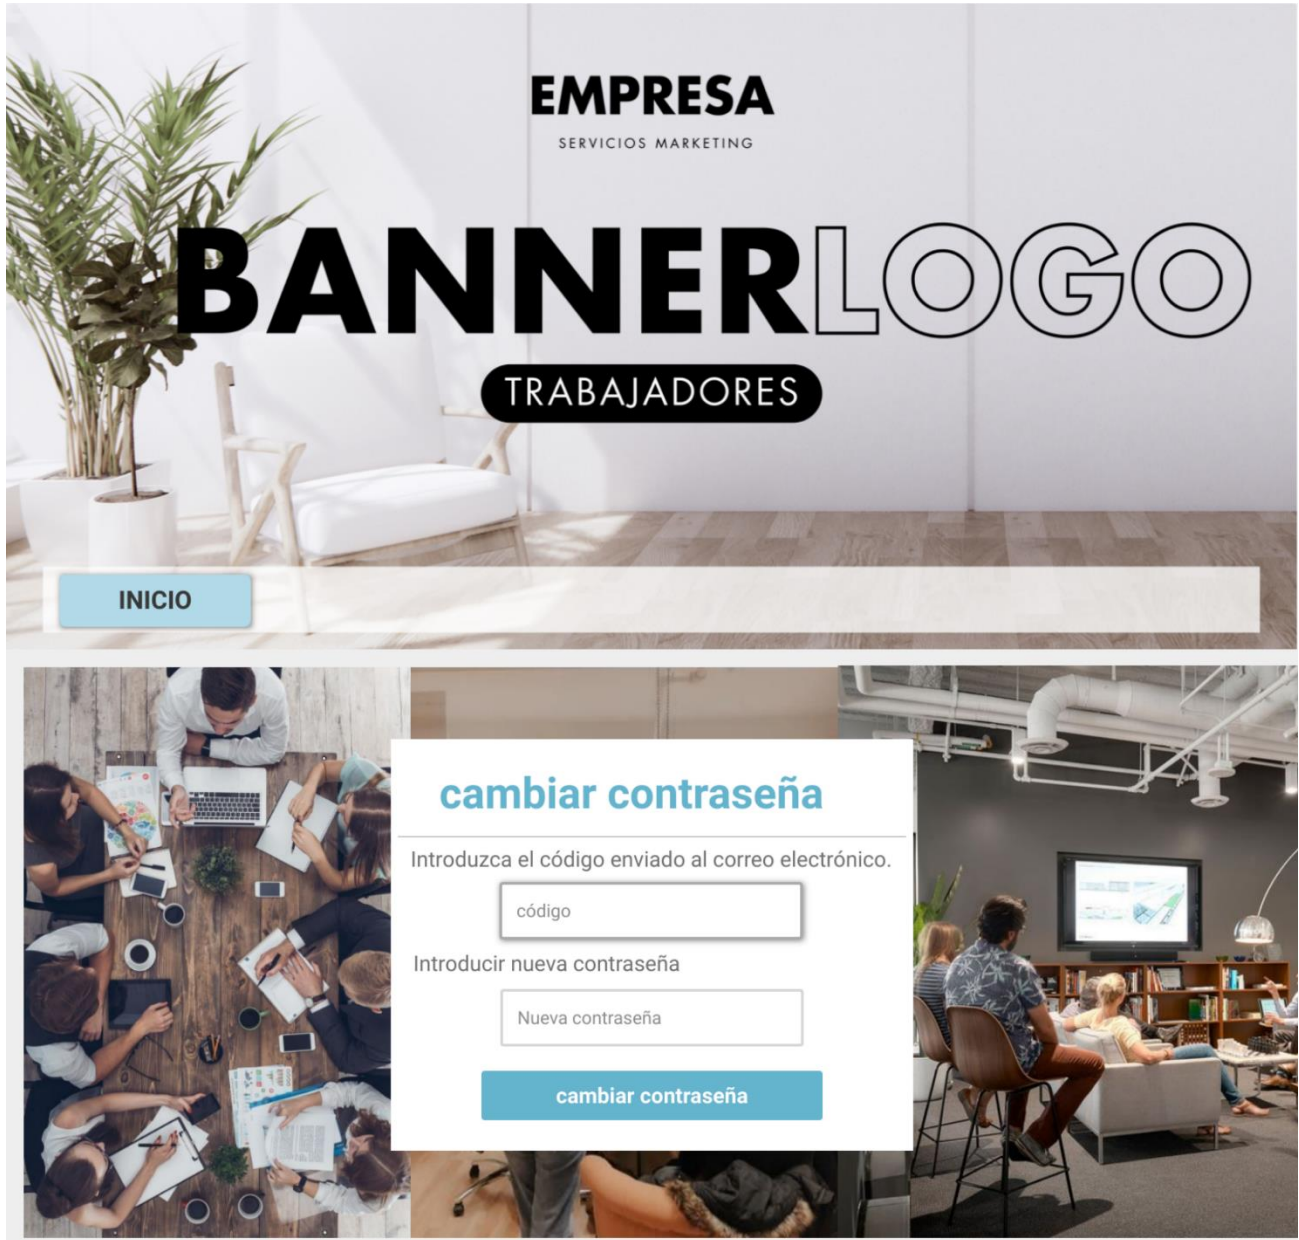 EMPRESA
SERVICIOS MARKETING
BANNERLOGO
TRABAJADORES
INICIO
cambiar contraseña
Introduzca el código enviado al correo electrónico.
código
Introducir nueva contraseña
Nueva contraseña
cambiar contraseña